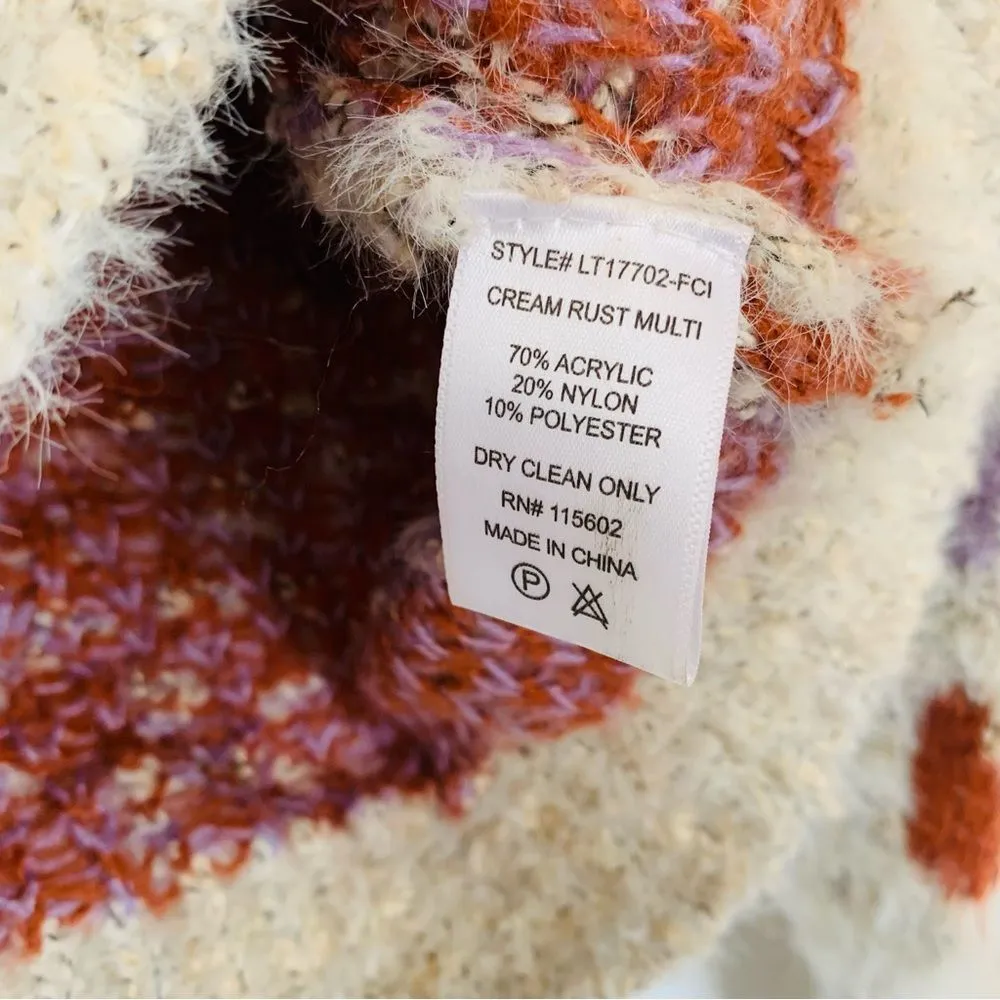 STYLE# LT17702-FCI
CREAM RUST MULTI
70% ACRYLIC
20% NYLON
10% POLYESTER
DRY CLEAN ONLY
RN# 115602
MADE IN CHINA
P